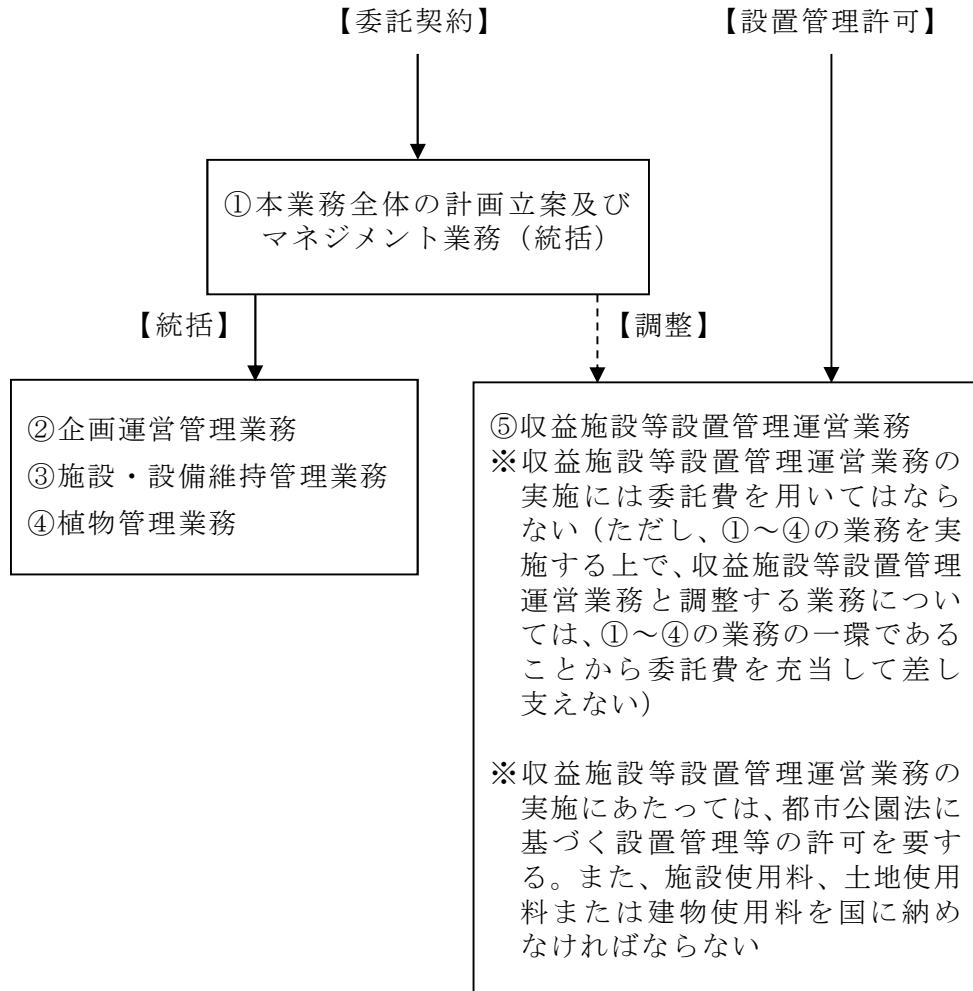 【委託契約】
【設置管理許可】
①本業務全体の計画立案及び
マネジメント業務（統括）
【統括】
【調整】
②企画運営管理業務
③施設・設備維持管理業務
④植物管理業務
⑤収益施設等設置管理運営業務
※収益施設等設置管理運営業務の
実施には委託費を用いてはなら
ない（ただし、①～④の業務を実
施する上で、収益施設等設置管理
運営業務と調整する業務につい
ては、①～④の業務の一環である
ことから委託費を充当して差し
支えない）
※収益施設等設置管理運営業務の
実施にあたっては、都市公園法に
基づく設置管理等の許可を要す
る。また、施設使用料、土地使用
料または建物使用料を国に納め
なければならない